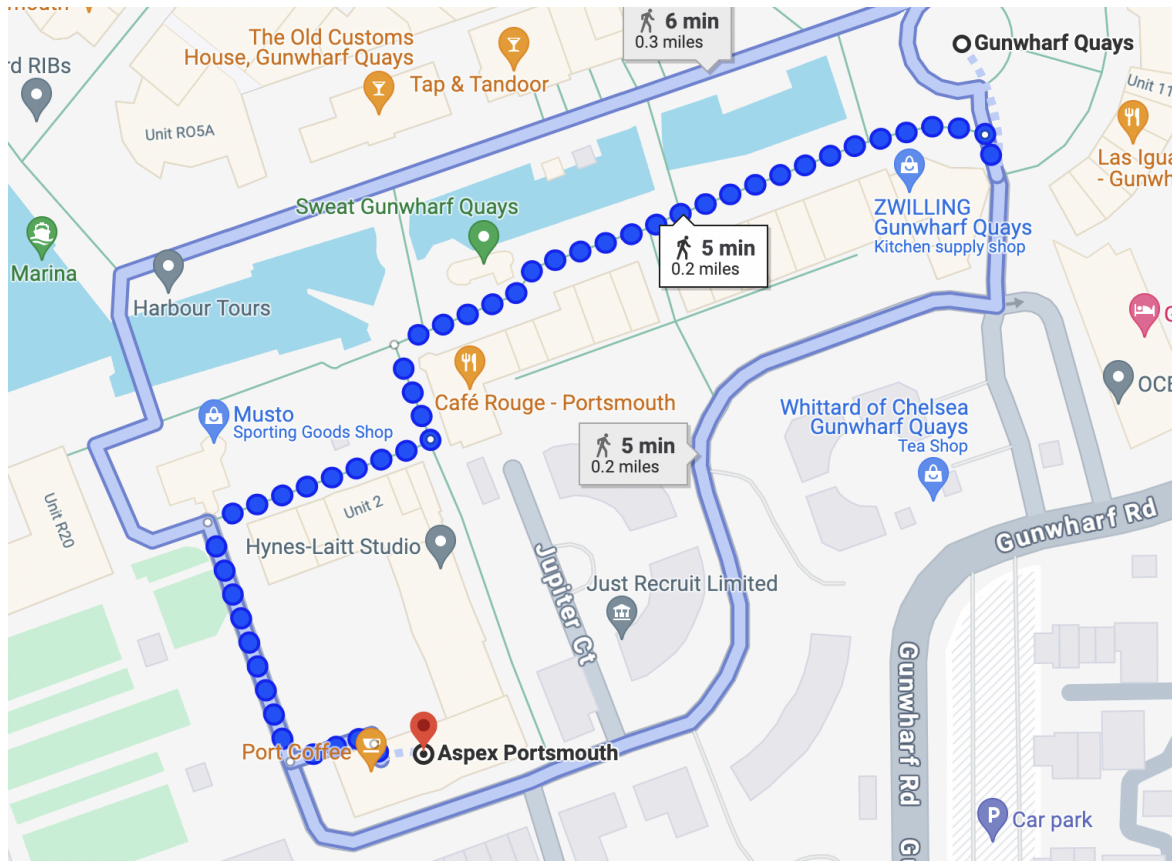 6 min
0.3 miles
Gunwharf Quays
The Old Customs
House, Gunwharf Quays
Tap & Tandoor
rd RIBs
Unit 11
Unit RO5A
Las Igua
- Gunwh
ZWILLING
Gunwharf Quays
Kitchen supply shop
Sweat Gunwharf Quays
5 min
0.2 miles
Marina
Harbour Tours
OCE
Café Rouge - Portsmouth
Musto
Sporting Goods Shop
Whittard of Chelsea
Gunwharf Quays
Tea Shop
5 min
0.2 miles
Unit 2
Unit R20
Gunwharf Rd
Hynes-Laitt Studio
Jupiter Ct
Just Recruit Limited
Gunwharf Rd
Port Coffee
Aspex Portsmouth
P
Car park